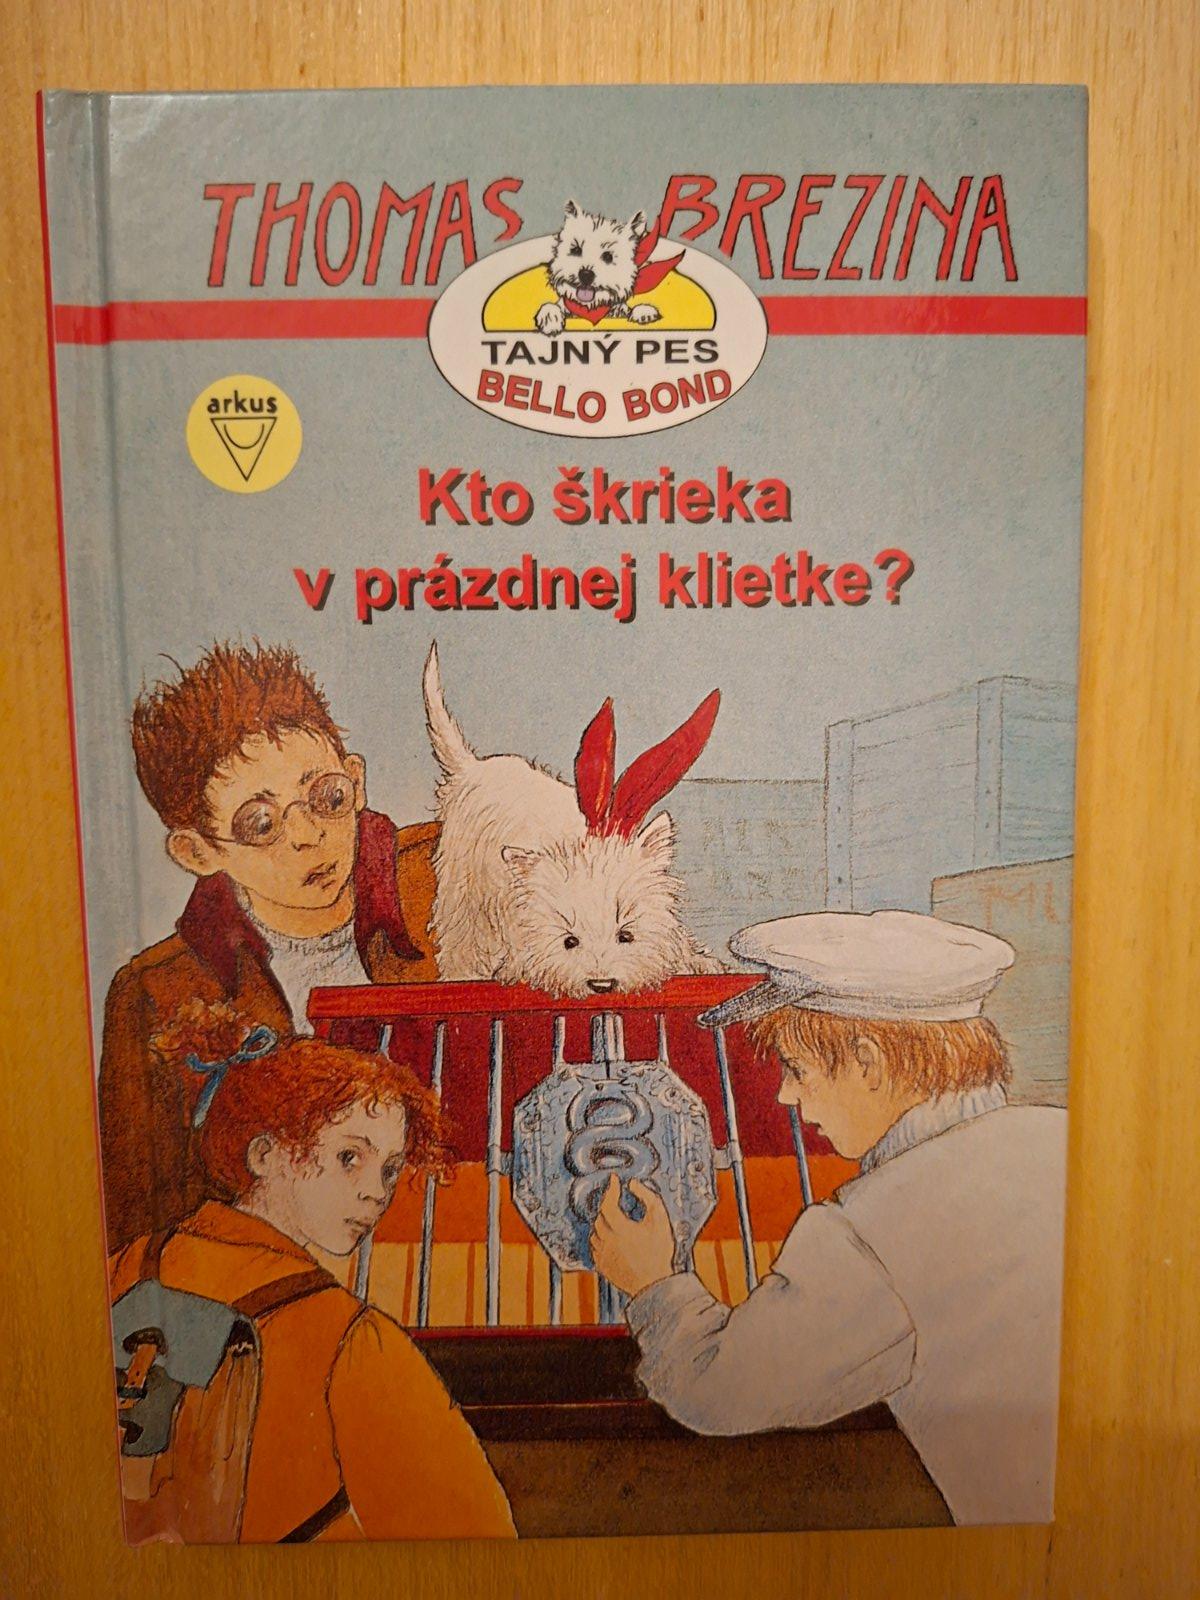 THOMAS BREZINA
TAJNÝ PES
BELLO BOND
arkus
Kto škrieka
v prázdnej klietke?